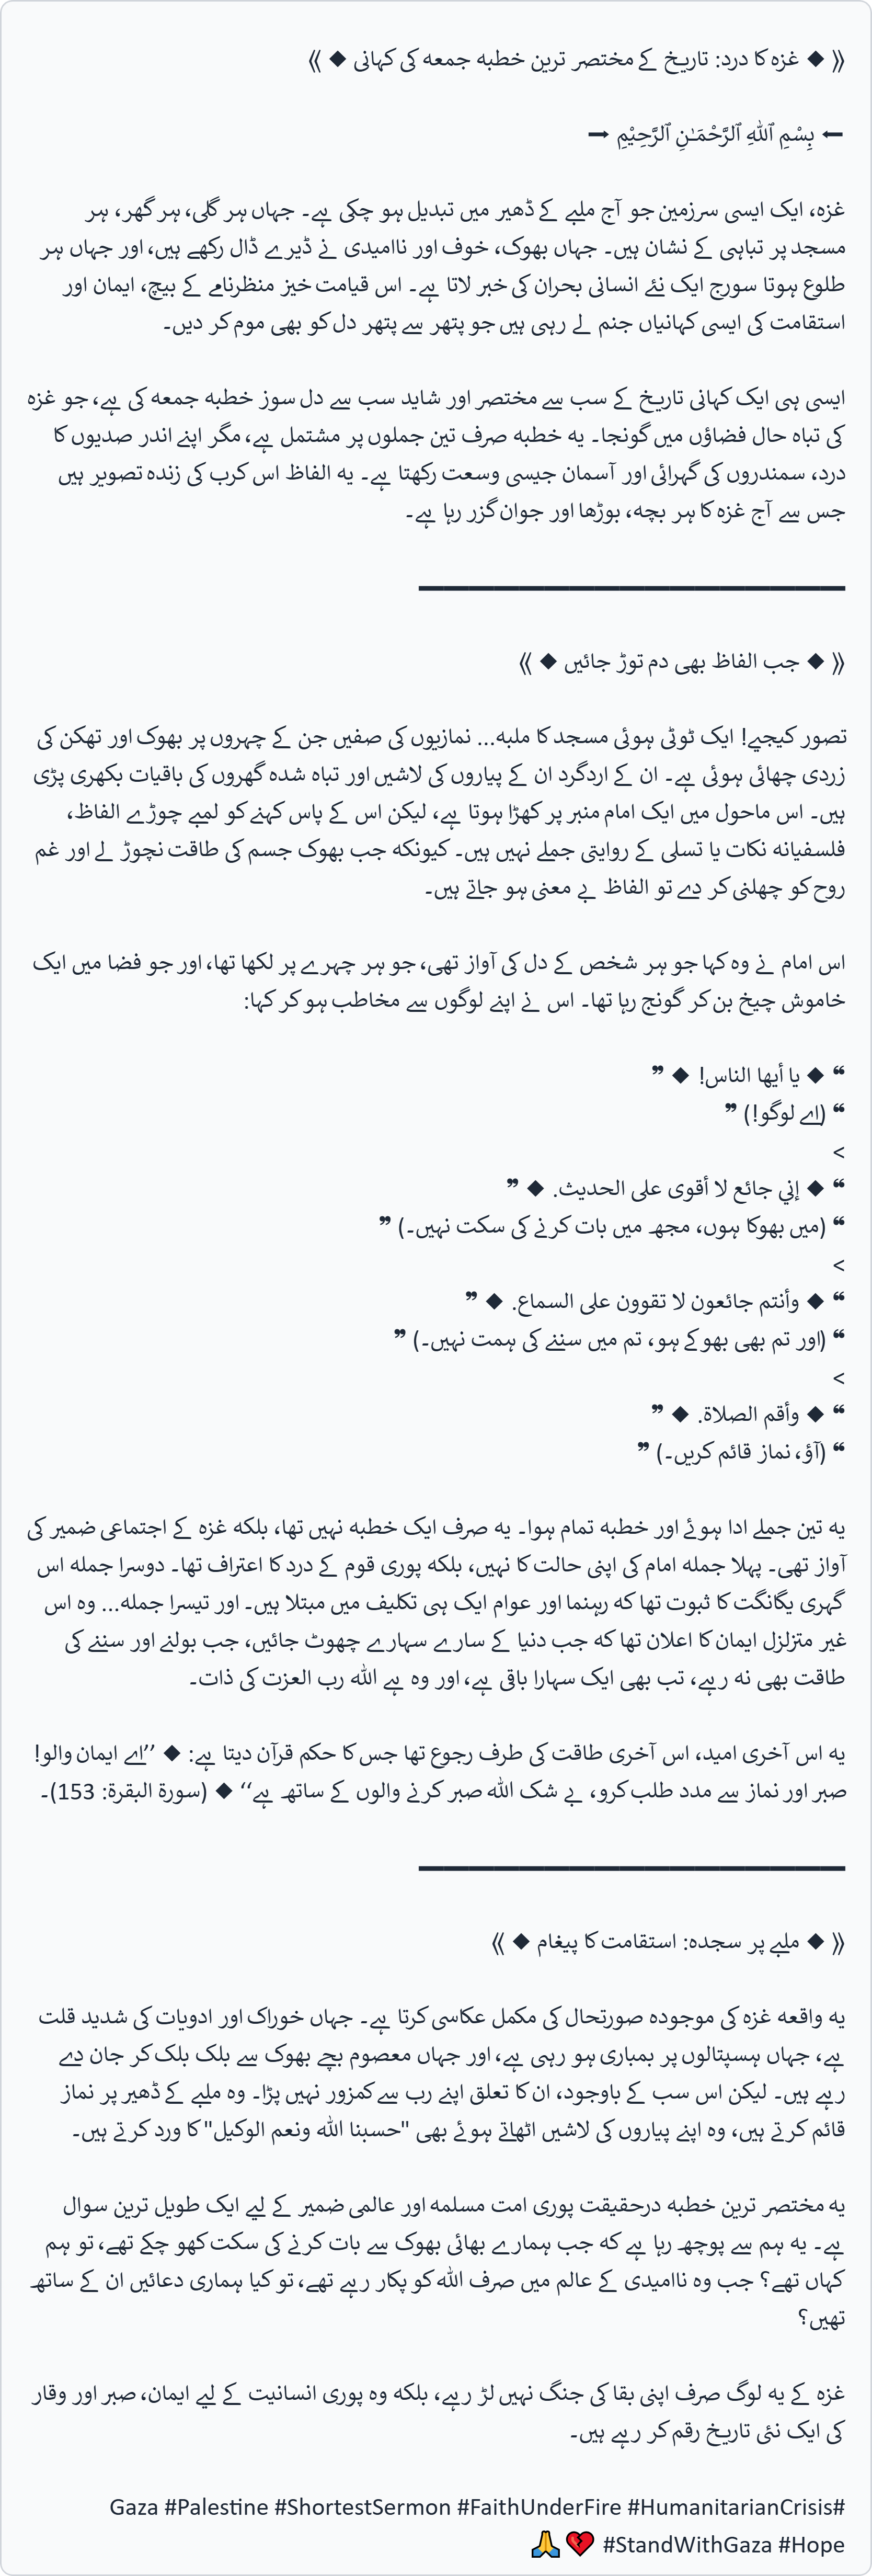 《 ◆ غزہ کا درد: تاریخ کے مختصر ترین خطبہ جمعہ کی کہانی ◆ 》
← بِسْمِ ٱللهِ ٱلرَّحْمَـٰنِ ٱلرَّحِيْمِ →
غزہ، ایک ایسی سرزمین جو آج ملبے کے ڈھیر میں تبدیل ہو چکی ہے۔ جہاں ہر گلی، ہر گھر، ہر
مسجد پر تباہی کے نشان ہیں۔ جہاں بھوک، خوف اور ناامیدی نے ڈیرے ڈال رکھے ہیں، اور جہاں ہر
طلوع ہوتا سورج ایک نئے انسانی بحران کی خبر لاتا ہے۔ اس قیامت خیز منظرنامے کے بیچ، ایمان اور
استقامت کی ایسی کہانیاں جنم لے رہی ہیں جو پتھر سے پتھر دل کو بھی موم کر دیں۔
ایسی ہی ایک کہانی تاریخ کے سب سے مختصر اور شاید سب سے دل سوز خطبہ جمعہ کی ہے، جو غزہ
کی تباہ حال فضاؤں میں گونجا۔ یہ خطبہ صرف تین جملوں پر مشتمل ہے، مگر اپنے اندر صدیوں کا
درد، سمندروں کی گہرائی اور آسمان جیسی وسعت رکھتا ہے۔ یہ الفاظ اس کرب کی زندہ تصویر ہیں
جس سے آج غزہ کا ہر بچہ، بوڑھا اور جوان گزر رہا ہے۔
《 ◆ جب الفاظ بھی دم توڑ جائیں ◆ 》
تصور کیجیے! ایک ٹوٹی ہوئی مسجد کا ملبہ... نمازیوں کی صفیں جن کے چہروں پر بھوک اور تھکن کی
زردی چھائی ہوئی ہے۔ ان کے اردگرد ان کے پیاروں کی لاشیں اور تباہ شدہ گھروں کی باقیات بکھری پڑی
ہیں۔ اس ماحول میں ایک امام منبر پر کھڑا ہوتا ہے، لیکن اس کے پاس کہنے کو لمبے چوڑے الفاظ،
فلسفیانہ نکات یا تسلی کے روایتی جملے نہیں ہیں۔ کیونکہ جب بھوک جسم کی طاقت نچوڑ لے اور غم
روح کو چھلنی کر دے تو الفاظ بے معنی ہو جاتے ہیں۔
اس امام نے وہ کہا جو ہر شخص کے دل کی آواز تھی، جو ہر چہرے پر لکھا تھا، اور جو فضا میں ایک
خاموش چیخ بن کر گونج رہا تھا۔ اس نے اپنے لوگوں سے مخاطب ہو کر کہا:
❝ ◆ يا أيها الناس! ◆ ❞
❝ (اے لوگو!) ❞
>
❝ ◆ إني جائع لا أقوى على الحديث. ◆ ❞
❝ (میں بھوکا ہوں، مجھ میں بات کرنے کی سکت نہیں۔) ❞
>
❝ ◆ وأنتم جائعون لا تقوون على السماع. ◆ ❞
❝ (اور تم بھی بھوکے ہو، تم میں سننے کی ہمت نہیں۔) ❞
>
❝ ◆ وأقم الصلاة. ◆ ❞
❝ (آؤ، نماز قائم کریں۔) ❞
یہ تین جملے ادا ہوئے اور خطبہ تمام ہوا۔ یہ صرف ایک خطبہ نہیں تھا، بلکہ غزہ کے اجتماعی ضمیر کی
آواز تھی۔ پہلا جملہ امام کی اپنی حالت کا نہیں، بلکہ پوری قوم کے درد کا اعتراف تھا۔ دوسرا جملہ اس
گہری یگانگت کا ثبوت تھا کہ رہنما اور عوام ایک ہی تکلیف میں مبتلا ہیں۔ اور تیسرا جملہ... وہ اس
غیر متزلزل ایمان کا اعلان تھا کہ جب دنیا کے سارے سہارے چھوٹ جائیں، جب بولنے اور سننے کی
طاقت بھی نہ رہے، تب بھی ایک سہارا باقی ہے، اور وہ ہے اللہ رب العزت کی ذات۔
یہ اس آخری امید، اس آخری طاقت کی طرف رجوع تھا جس کا حکم قرآن دیتا ہے: ◆ ’’اے ایمان والو!
صبر اور نماز سے مدد طلب کرو، بے شک اللہ صبر کرنے والوں کے ساتھ ہے‘‘ ◆ (سورۃ البقرۃ: 153)۔
《 ◆ ملبے پر سجدہ: استقامت کا پیغام ◆ 》
یہ واقعہ غزہ کی موجودہ صورتحال کی مکمل عکاسی کرتا ہے۔ جہاں خوراک اور ادویات کی شدید قلت
ہے، جہاں ہسپتالوں پر بمباری ہو رہی ہے، اور جہاں معصوم بچے بھوک سے بلک بلک کر جان دے
رہے ہیں۔ لیکن اس سب کے باوجود، ان کا تعلق اپنے رب سے کمزور نہیں پڑا۔ وہ ملبے کے ڈھیر پر نماز
قائم کرتے ہیں، وہ اپنے پیاروں کی لاشیں اٹھاتے ہوئے بھی "حسبنا اللہ ونعم الوکیل" کا ورد کرتے ہیں۔
یہ مختصر ترین خطبہ درحقیقت پوری امت مسلمہ اور عالمی ضمیر کے لیے ایک طویل ترین سوال
ہے۔ یہ ہم سے پوچھ رہا ہے کہ جب ہمارے بھائی بھوک سے بات کرنے کی سکت کھو چکے تھے، تو ہم
کہاں تھے؟ جب وہ ناامیدی کے عالم میں صرف اللہ کو پکار رہے تھے، تو کیا ہماری دعائیں ان کے ساتھ
تھیں؟
غزہ کے یہ لوگ صرف اپنی بقا کی جنگ نہیں لڑ رہے، بلکہ وہ پوری انسانیت کے لیے ایمان، صبر اور وقار
کی ایک نئی تاریخ رقم کر رہے ہیں۔
#Gaza #Palestine #ShortestSermon #FaithUnderFire #HumanitarianCrisis
#StandWithGaza #Hope 💔🙏